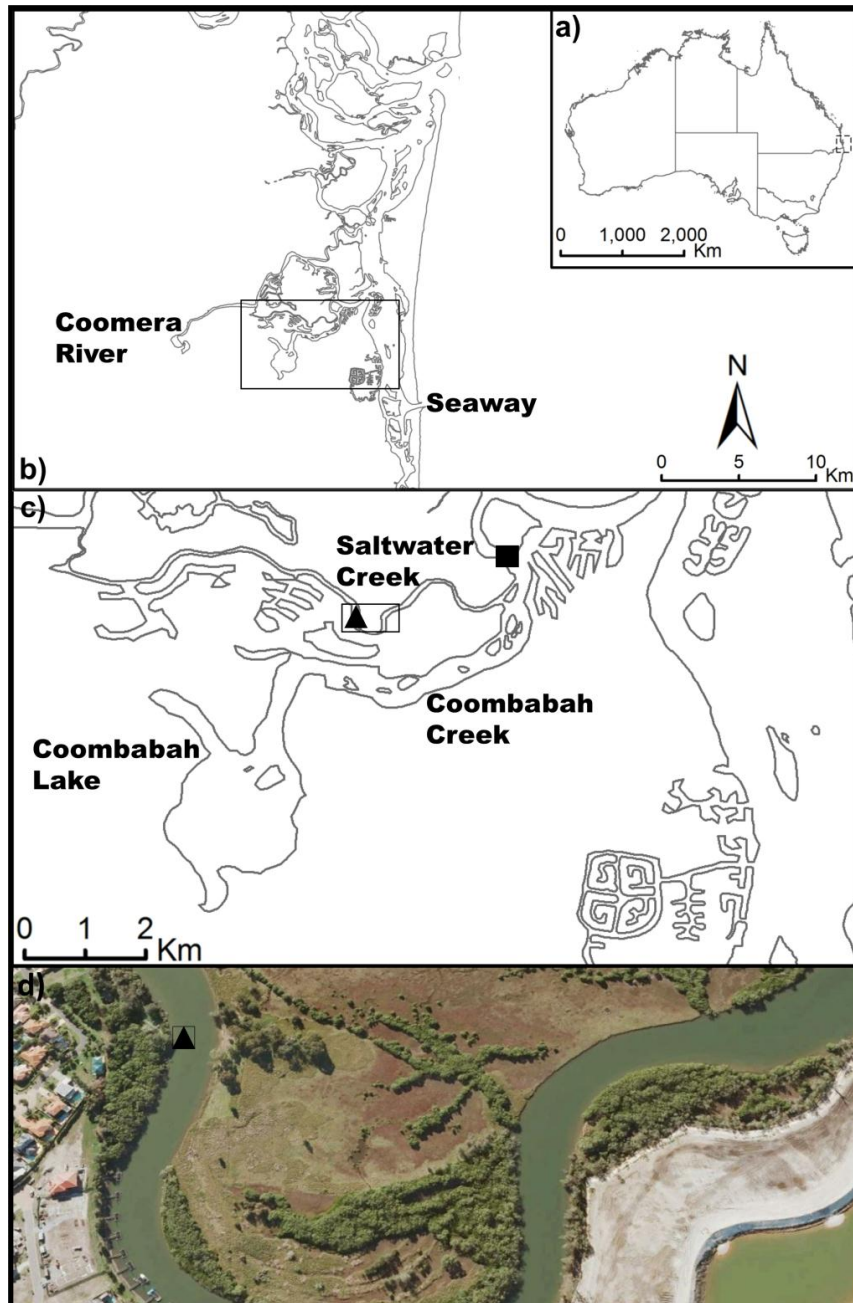 a)
0 1,000 2,000
Km
Coomera
River
Seaway
N
0 5 10
Km
b)
c)
Saltwater
Creek
Coombabah
Creek
Coombabah
Lake
0 1 2
Km
d)